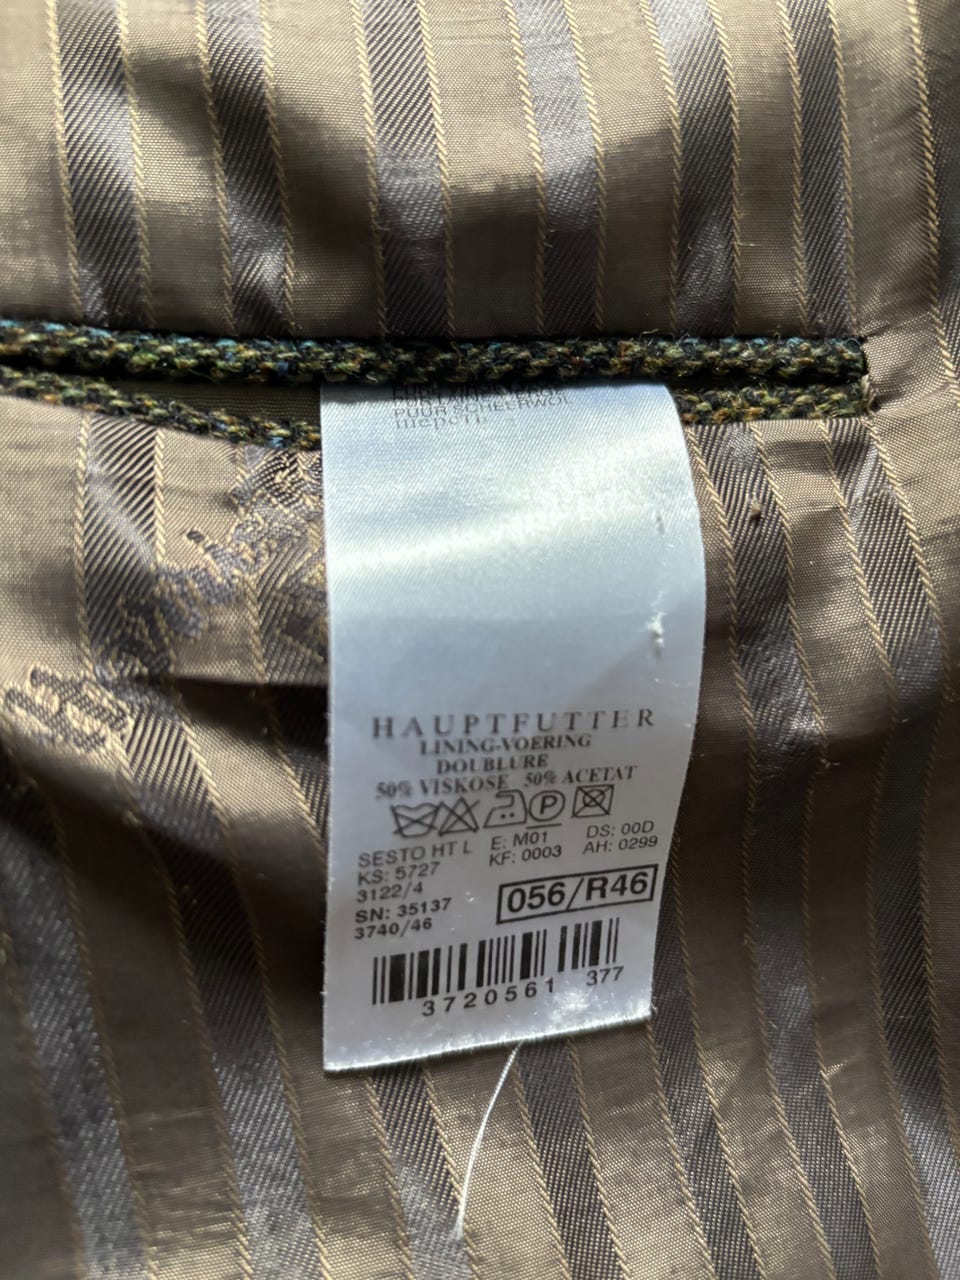 PUUR SCHEERWOL
шерсть
HAUPTFUTTER
LINING-VOERING
DOUBLURE
50% VISKOSE 50% ACETAT
P
SESTO HT L E: M01 DS: 00D
KS: 5727 KF: 0003 AH: 0299
3122/4
SN: 35137 056/R46
3740/46
3720561 377